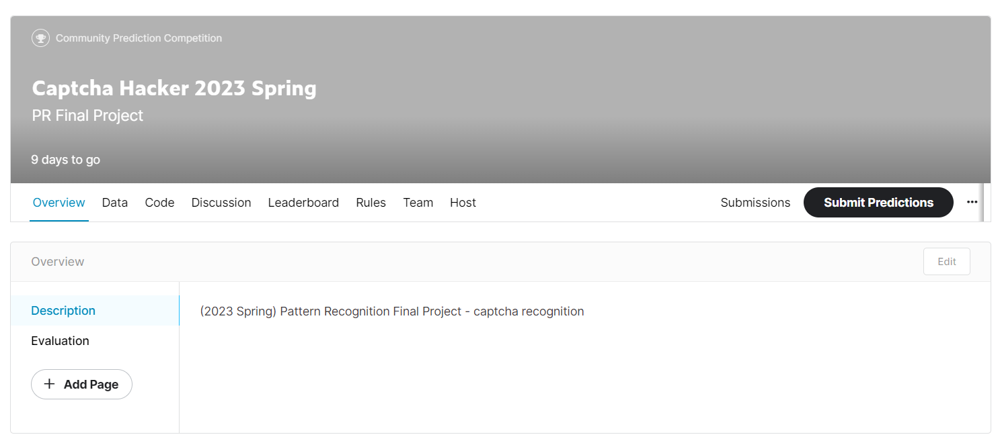 Community Prediction Competition
Captcha Hacker 2023 Spring
PR Final Project
9 days to go
Overview Data Code Discussion Leaderboard Rules Team Host Submissions Submit Predictions ···
Overview Edit
Description
(2023 Spring) Pattern Recognition Final Project - captcha recognition
Evaluation
+ Add Page